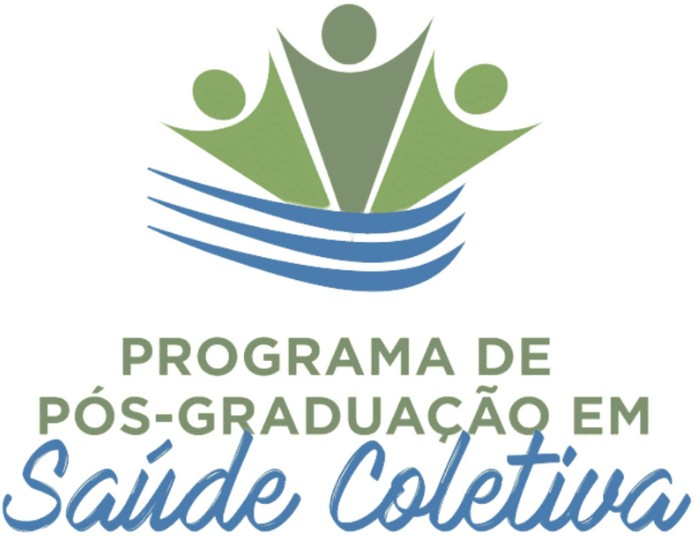 PROGRAMA DE
PÓS-GRADUAÇÃO EM
Saúde Coletiva